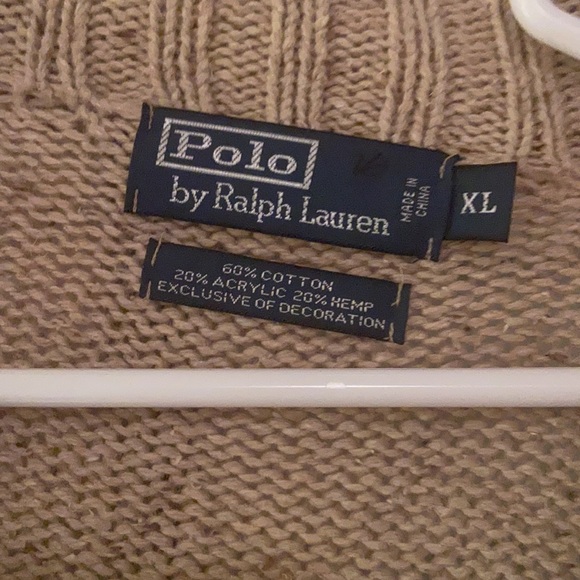 Polo
by Ralph Lauren
MADE IN
CHINA
XL
60% COTTON
20% ACRYLIC 20% HEMP
EXCLUSIVE OF DECORATION